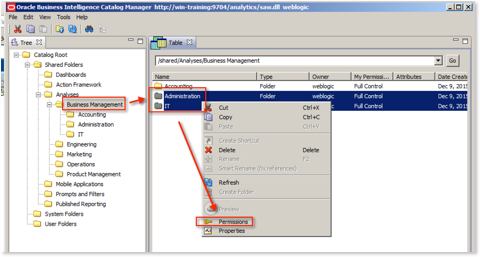 Oracle Business Intelligence Catalog Manager http://win-training:9704/analytics/saw.dll weblogic
File Edit View Tools Help
Tree
Catalog Root
Shared Folders
Dashboards
Action Framework
Analyses
Business Management
Accounting
Administration
IT
Engineering
Marketing
Operations
Product Management
Mobile Applications
Prompts and Filters
Published Reporting
System Folders
User Folders
Table
/shared/Analyses/Business Management Go
Name Type Owner My Permissi... Attributes Date Created
Accounting Folder weblogic Full Control Dec 9, 2015
Administration Folder weblogic Full Control Dec 9, 2015
IT Full Control Dec 9, 2015
Cut Ctrl+X
Copy Ctrl+C
Paste Ctrl+V
Create Shortcut
Delete Delete
Rename F2
Smart Rename (fix references)
Refresh
Create Folder
Preview
Permissions
Properties